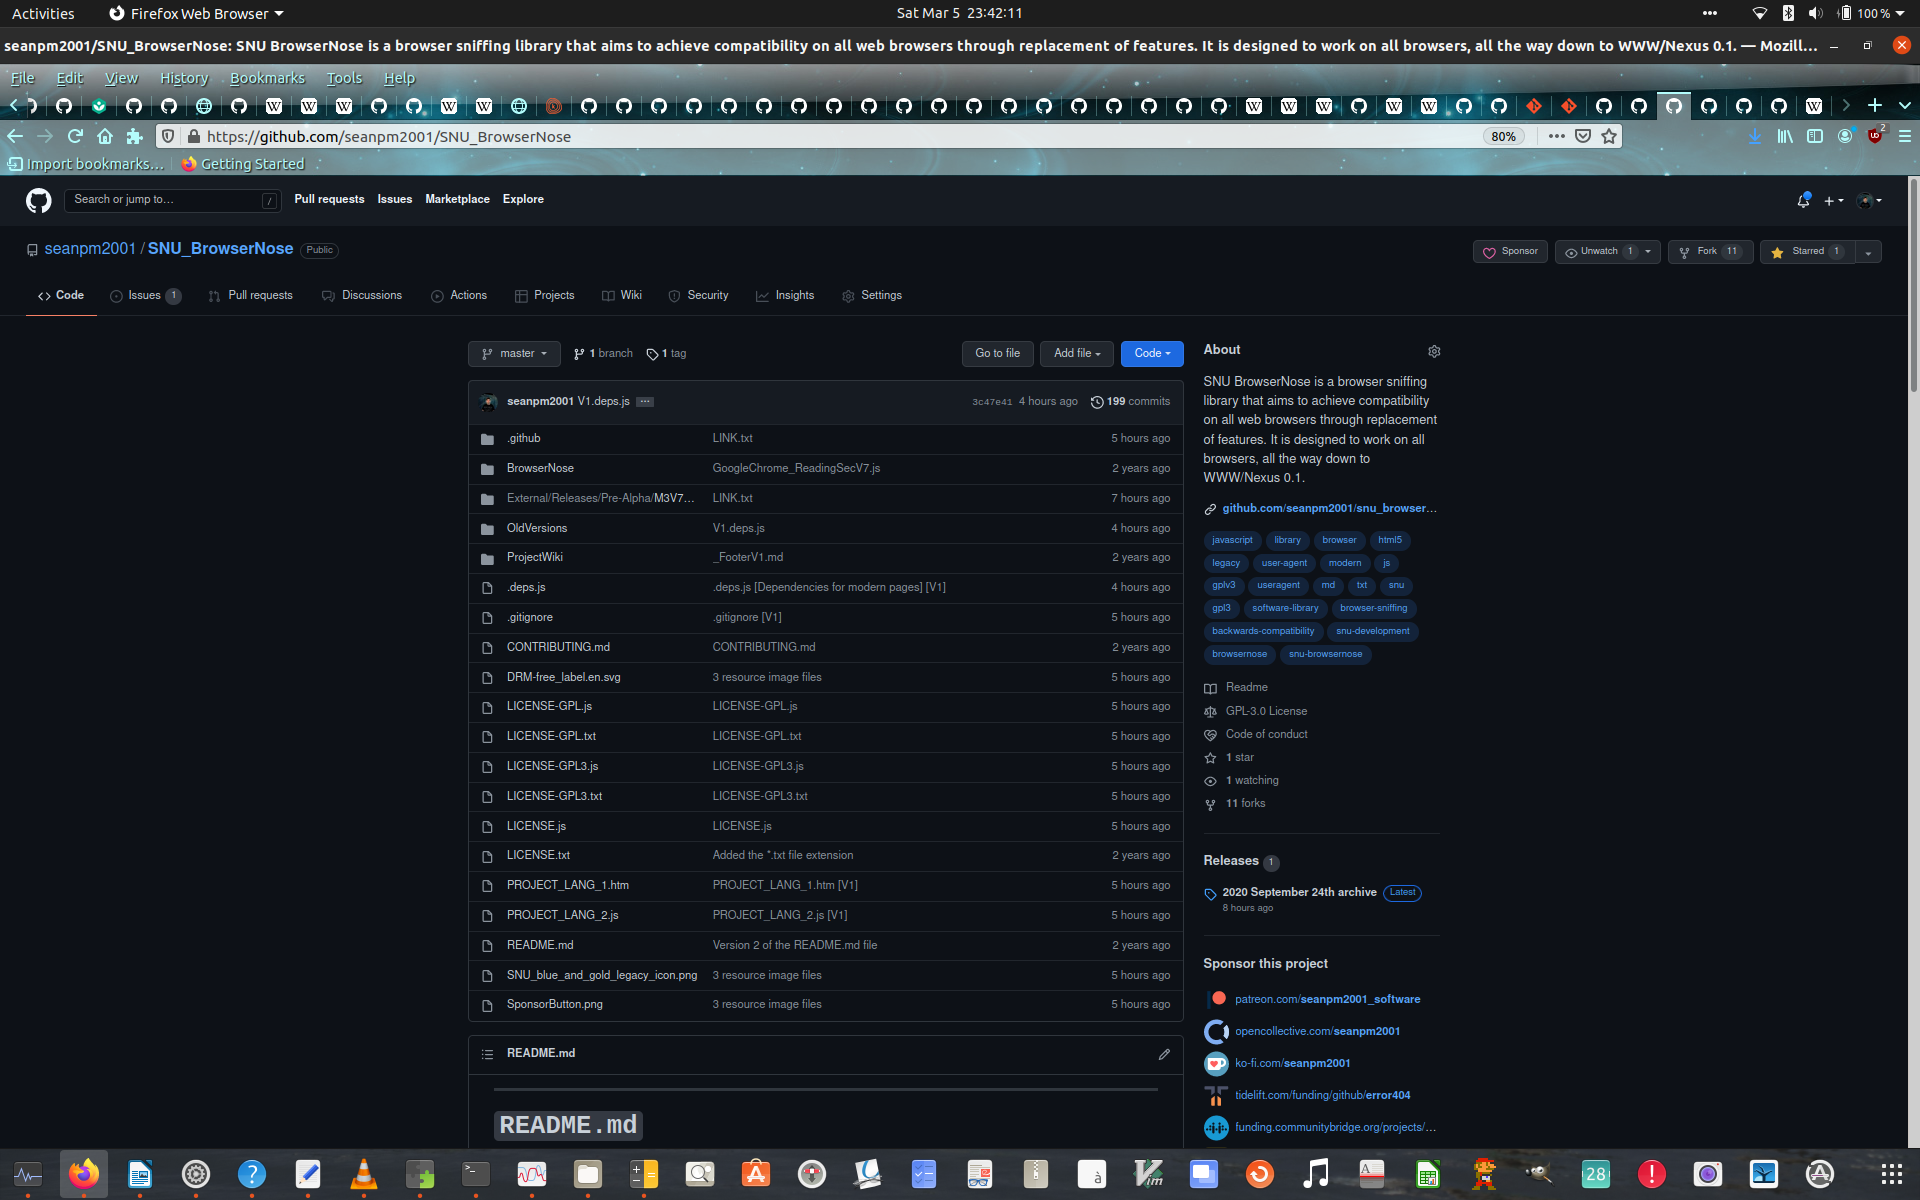 Activities
Firefox Web Browser
Sat Mar 5 23:42:11
100 %
seanpm2001/SNU_BrowserNose: SNU BrowserNose is a browser sniffing library that aims to achieve compatibility on all web browsers through replacement of features. It is designed to work on all browsers, all the way down to WWW/Nexus 0.1. — Mozill…
File Edit View History Bookmarks Tools Help
https://github.com/seanpm2001/SNU_BrowserNose
80%
2
Import bookmarks… Getting Started
Search or jump to… /
Pull requests Issues Marketplace Explore
seanpm2001 / SNU_BrowserNose Public
Sponsor Unwatch 1 Fork 11 Starred 1
Code Issues 1 Pull requests Discussions Actions Projects Wiki Security Insights Settings
master 1 branch 1 tag
Go to file Add file Code
seanpm2001 V1.deps.js ··· 3c47e41 4 hours ago 199 commits
.github LINK.txt 5 hours ago
BrowserNose GoogleChrome_ReadingSecV7.js 2 years ago
External/Releases/Pre-Alpha/M3V7… LINK.txt 7 hours ago
OldVersions V1.deps.js 4 hours ago
ProjectWiki _FooterV1.md 2 years ago
.deps.js .deps.js [Dependencies for modern pages] [V1] 4 hours ago
.gitignore .gitignore [V1] 5 hours ago
CONTRIBUTING.md CONTRIBUTING.md 2 years ago
DRM-free_label.en.svg 3 resource image files 5 hours ago
LICENSE-GPL.js LICENSE-GPL.js 5 hours ago
LICENSE-GPL.txt LICENSE-GPL.txt 5 hours ago
LICENSE-GPL3.js LICENSE-GPL3.js 5 hours ago
LICENSE-GPL3.txt LICENSE-GPL3.txt 5 hours ago
LICENSE.js LICENSE.js 5 hours ago
LICENSE.txt Added the *.txt file extension 2 years ago
PROJECT_LANG_1.htm PROJECT_LANG_1.htm [V1] 5 hours ago
PROJECT_LANG_2.js PROJECT_LANG_2.js [V1] 5 hours ago
README.md Version 2 of the README.md file 2 years ago
SNU_blue_and_gold_legacy_icon.png 3 resource image files 5 hours ago
SponsorButton.png 3 resource image files 5 hours ago
README.md
README.md
About
SNU BrowserNose is a browser sniffing
library that aims to achieve compatibility
on all web browsers through replacement
of features. It is designed to work on all
browsers, all the way down to
WWW/Nexus 0.1.
github.com/seanpm2001/snu_browser…
javascript library browser html5
legacy user-agent modern js
gplv3 useragent md txt snu
gpl3 software-library browser-sniffing
backwards-compatibility snu-development
browsernose snu-browsernose
Readme
GPL-3.0 License
Code of conduct
1 star
1 watching
11 forks
Releases 1
2020 September 24th archive Latest
8 hours ago
Sponsor this project
patreon.com/seanpm2001_software
opencollective.com/seanpm2001
ko-fi.com/seanpm2001
tidelift.com/funding/github/error404
funding.communitybridge.org/projects/…
28